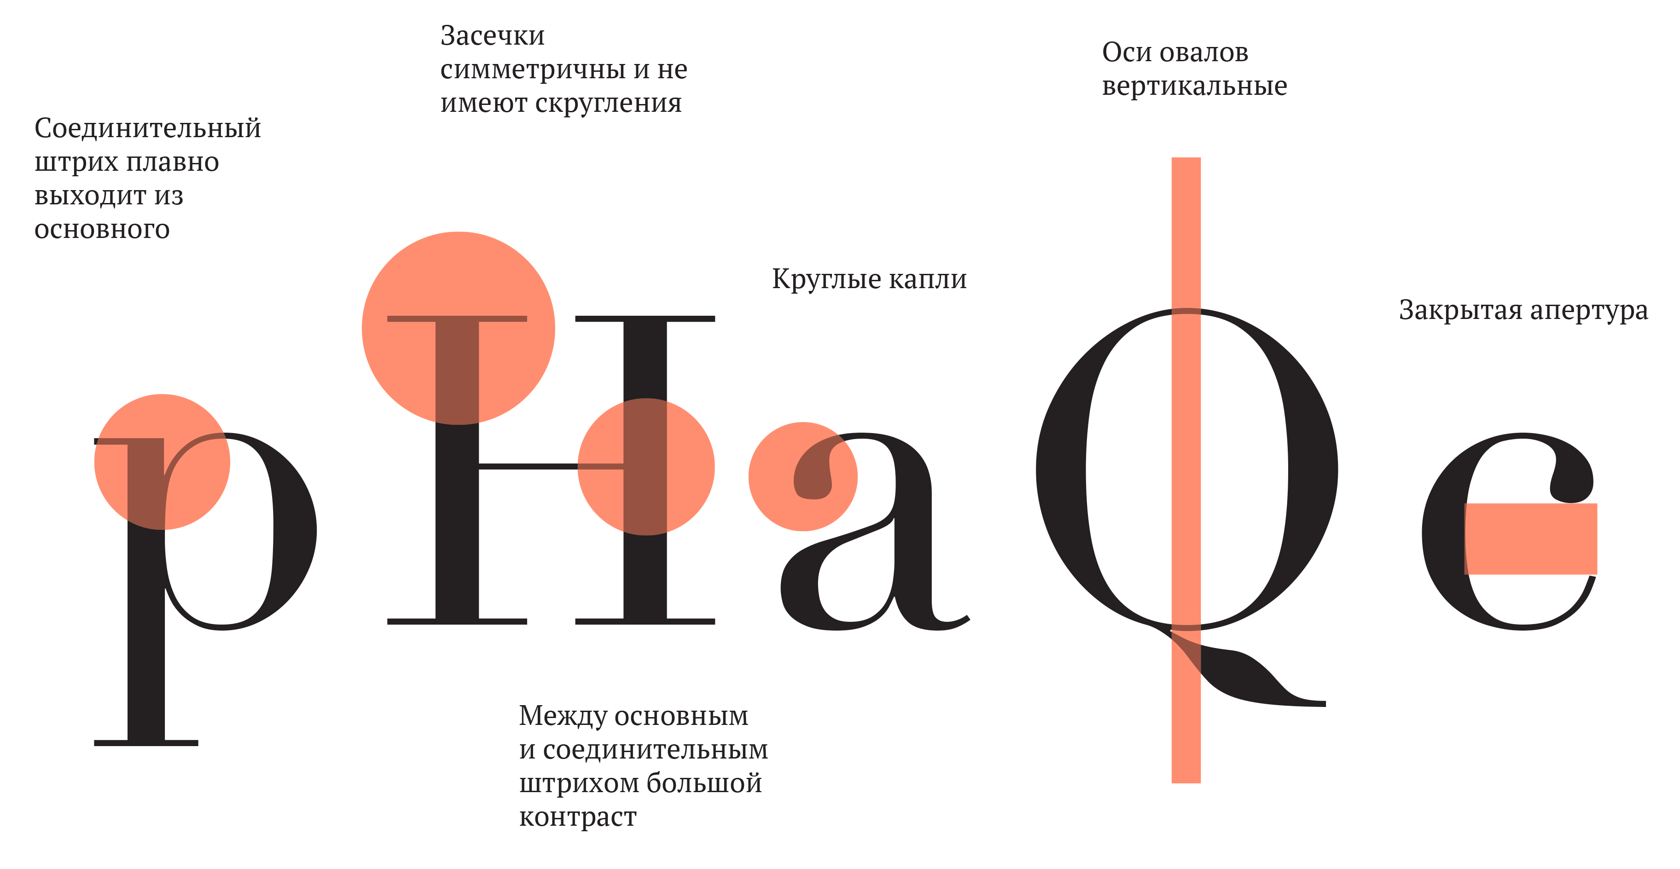 Засечки
симметричны и не
имеют скругления
Оси овалов
вертикальные
Соединительный
штрих плавно
выходит из
основного
Круглые капли
Закрытая апертура
p H a Q c
Между основным
и соединительным
штрихом большой
контраст